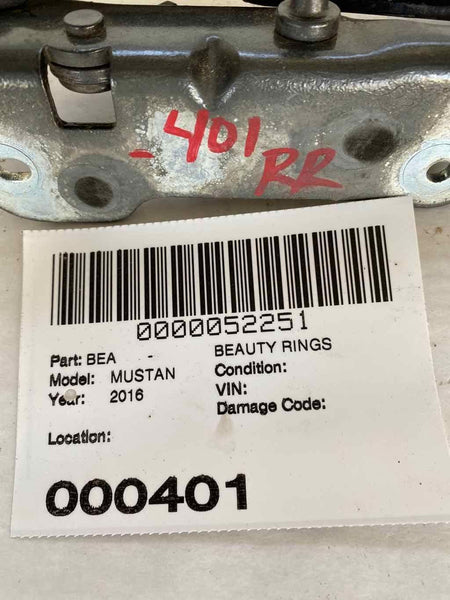 -401
RR
0000052251
Part: BEA - BEAUTY RINGS
Model: MUSTAN Condition:
Year: 2016 VIN:
Damage Code:
Location:
000401